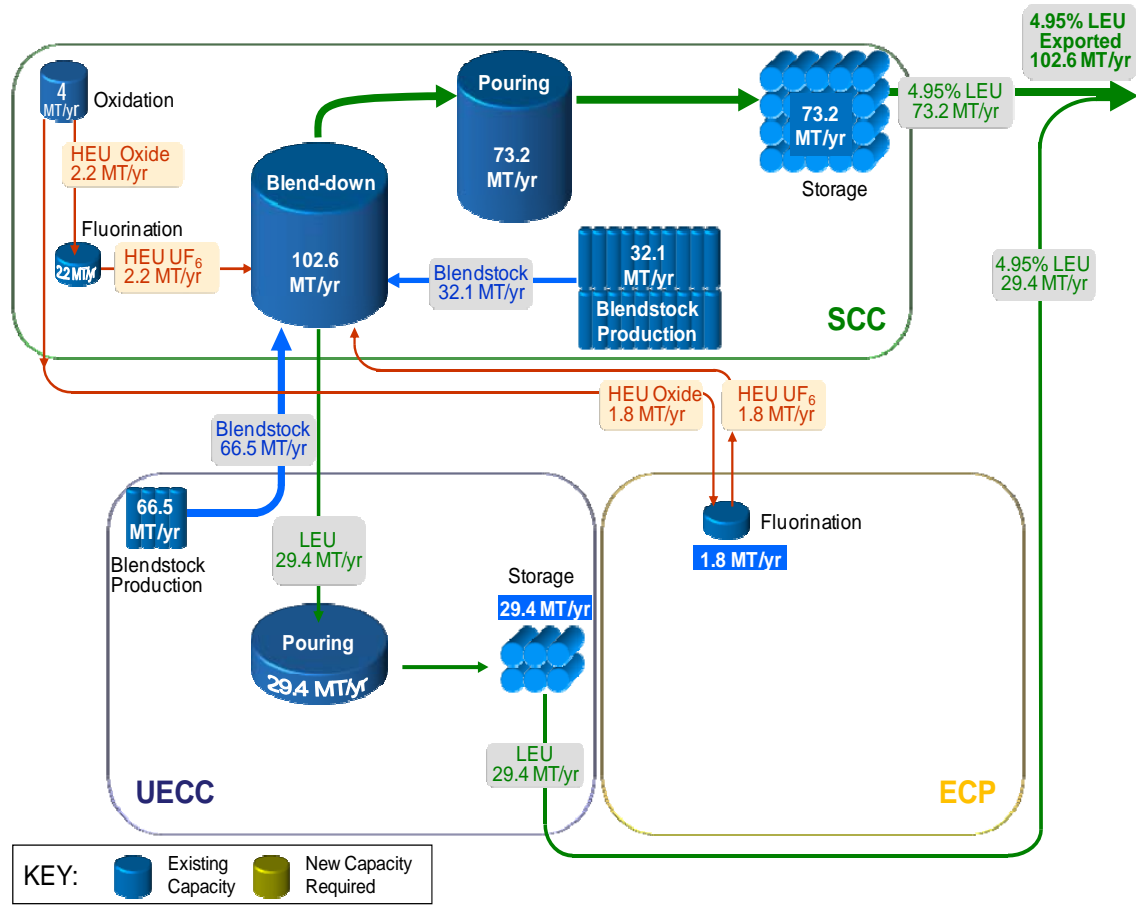 4.95% LEU
Exported
102.6 MT/yr
4
MT/yr
Oxidation
HEU Oxide
2.2 MT/yr
Fluorination
2.2 MT/yr
HEU UF₆
2.2 MT/yr
Blend-down
102.6
MT/yr
Pouring
73.2
MT/yr
73.2
MT/yr
Storage
4.95% LEU
73.2 MT/yr
Blendstock
32.1 MT/yr
32.1
MT/yr
Blendstock
Production
SCC
4.95% LEU
29.4 MT/yr
HEU Oxide
1.8 MT/yr
HEU UF₆
1.8 MT/yr
Blendstock
66.5 MT/yr
66.5
MT/yr
Blendstock
Production
LEU
29.4 MT/yr
Pouring
29.4 MT/yr
Storage
29.4 MT/yr
LEU
29.4 MT/yr
UECC
Fluorination
1.8 MT/yr
ECP
KEY:
Existing
Capacity
New Capacity
Required